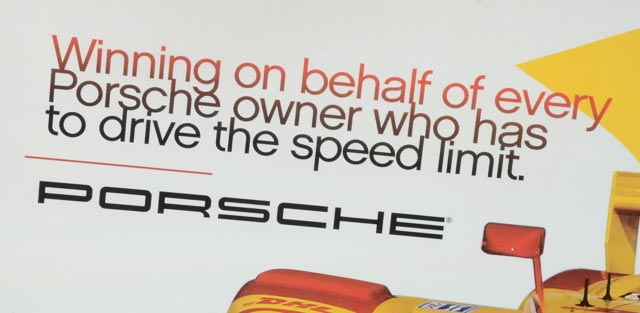 Winning on behalf of every
Porsche owner who has
to drive the speed limit.
PORSCHE®
DHL